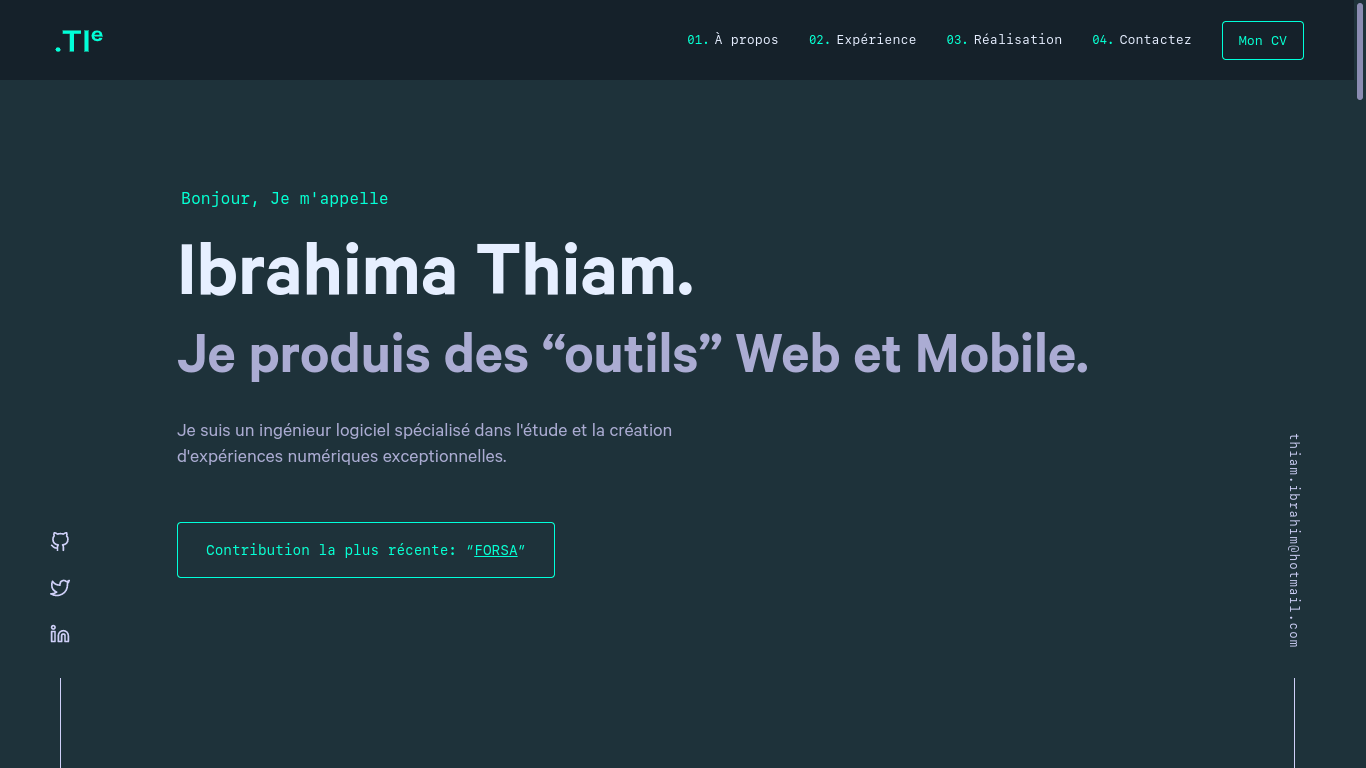 .TIe
01. À propos
02. Expérience
03. Réalisation
04. Contactez
Mon CV
Bonjour, Je m'appelle
Ibrahima Thiam.
Je produis des “outils” Web et Mobile.
Je suis un ingénieur logiciel spécialisé dans l'étude et la création
d'expériences numériques exceptionnelles.
Contribution la plus récente: “FORSA”
thiam.ibrahim@hotmail.com